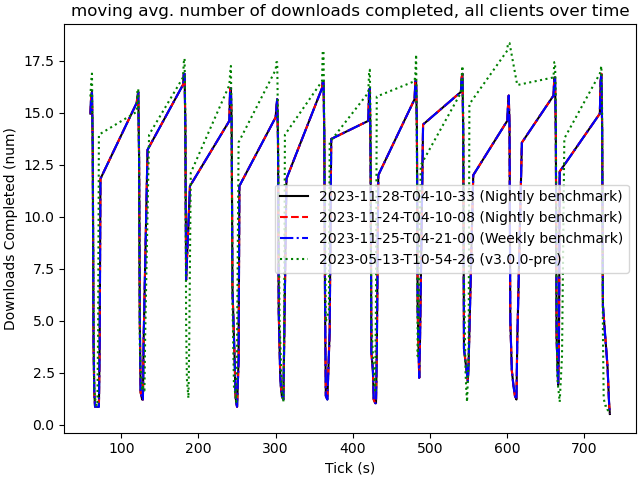 moving avg. number of downloads completed, all clients over time
Downloads Completed (num)
17.5
15.0
12.5
10.0
7.5
5.0
2.5
0.0
2023-11-28-T04-10-33 (Nightly benchmark)
2023-11-24-T04-10-08 (Nightly benchmark)
2023-11-25-T04-21-00 (Weekly benchmark)
2023-05-13-T10-54-26 (v3.0.0-pre)
100 200 300 400 500 600 700
Tick (s)